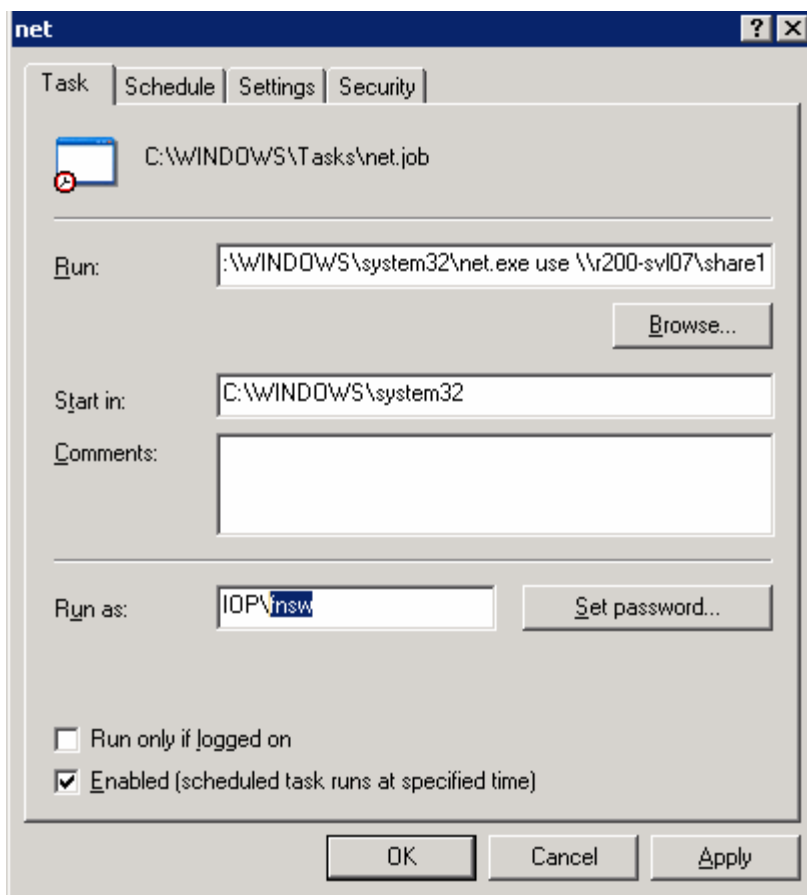 net
Task Schedule Settings Security
C:\WINDOWS\Tasks\net.job
Run: :\WINDOWS\system32\net.exe use \\r200-svl07\share1
Browse...
Start in: C:\WINDOWS\system32
Comments:
Run as: IOP\fnsw Set password...
Run only if logged on
Enabled (scheduled task runs at specified time)
OK Cancel Apply